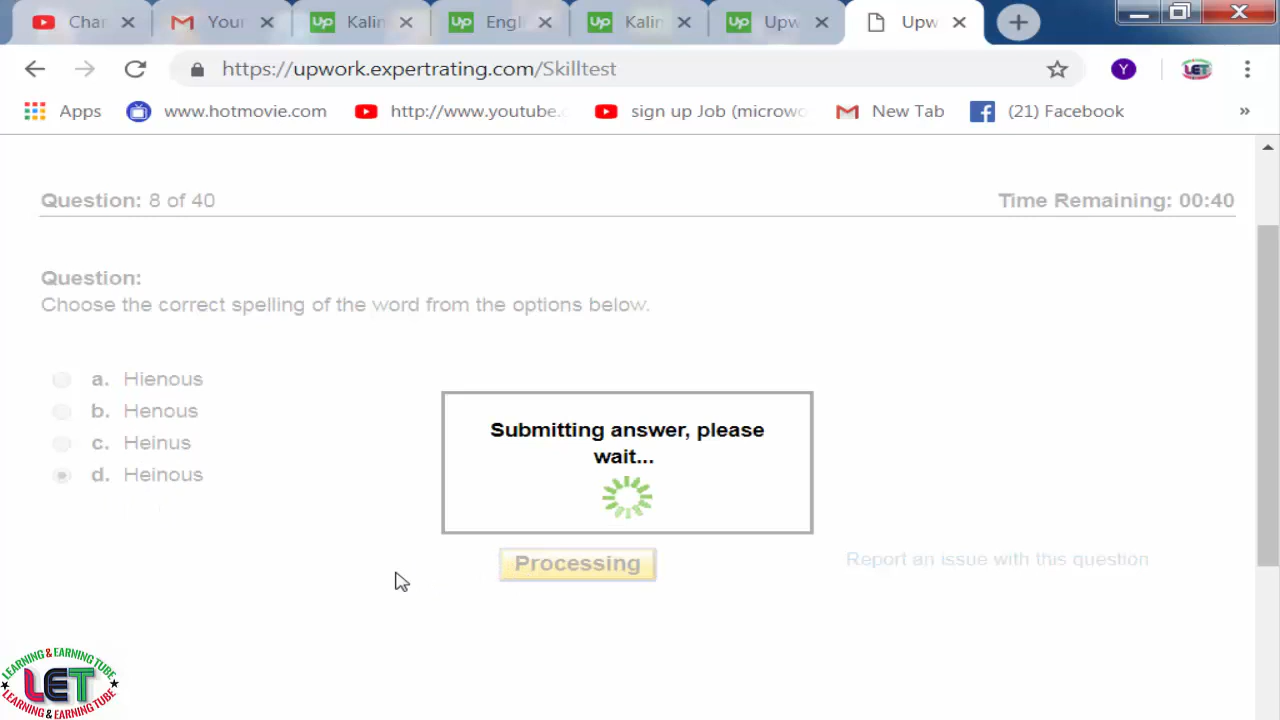 Chan
Your
Kalin
Engl
Kalin
Upw
Upw
https://upwork.expertrating.com/Skilltest
Y
LET
Apps
www.hotmovie.com
http://www.youtube.c
sign up Job (microwo
New Tab
(21) Facebook
»
Question: 8 of 40
Time Remaining: 00:40
Question:
Choose the correct spelling of the word from the options below.
a. Hienous
b. Henous
c. Heinus
d. Heinous
Submitting answer, please
wait...
Processing
Report an issue with this question
LEARNING & EARNING TUBE
LET
LEARNING & EARNING TUBE